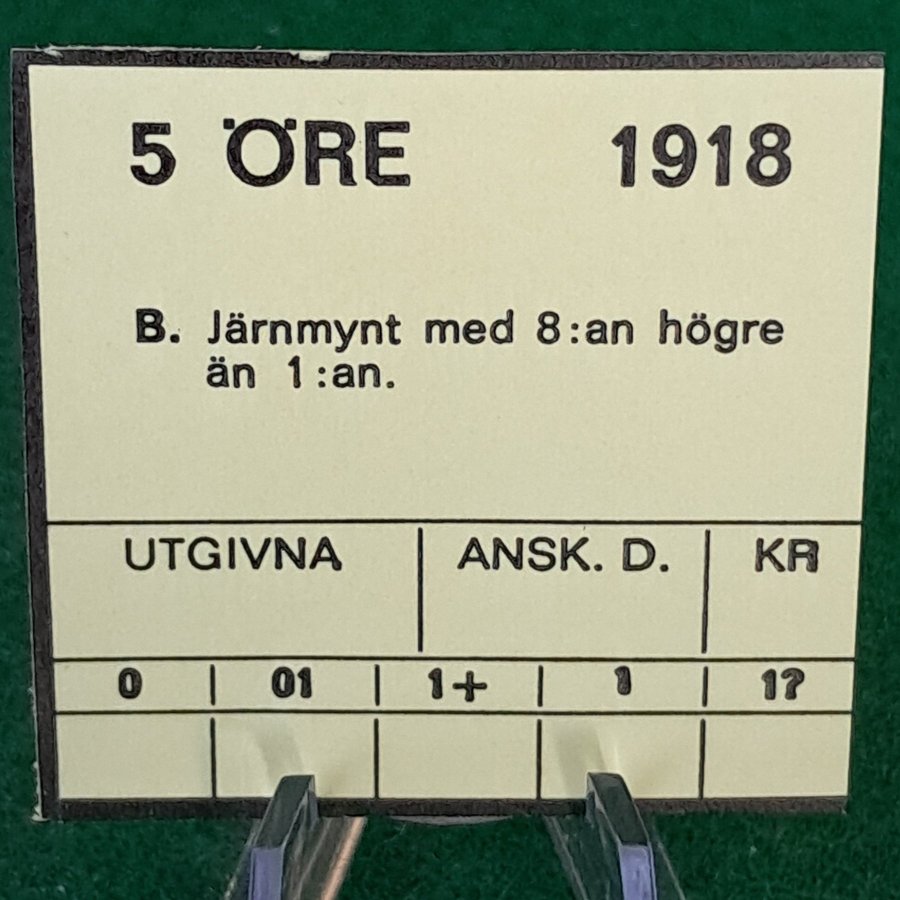 5 ÖRE 1918
B. Järnmynt med 8:an högre
än 1:an.
UTGIVNA ANSK. D. KR
0 01 1+ 1 1?